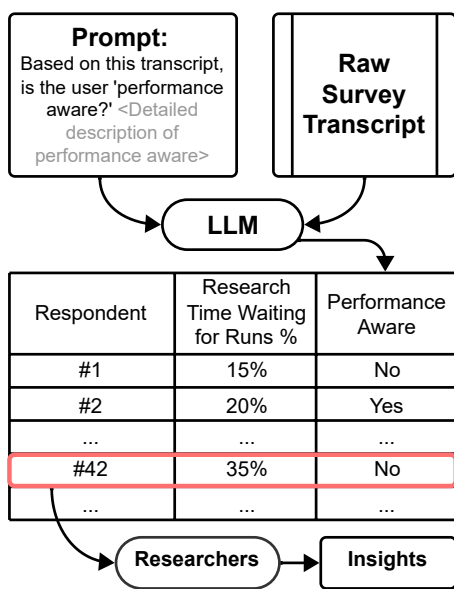 Prompt:
Based on this transcript,
is the user 'performance
aware?' <Detailed
description of
performance aware>
Raw
Survey
Transcript
LLM
Respondent
Research
Time Waiting
for Runs %
Performance
Aware
#1 15% No
#2 20% Yes
... ... ...
#42 35% No
... ... ...
Researchers
Insights